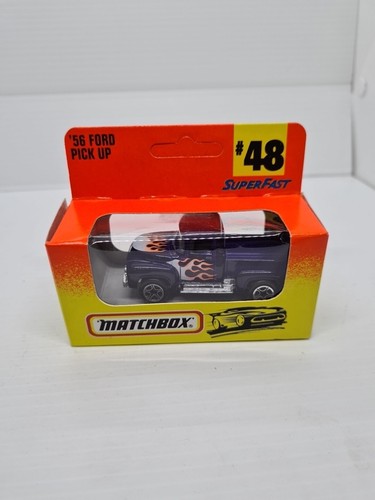 '56 FORD
PICK UP
#48
SUPERFAST
MATCHBOX